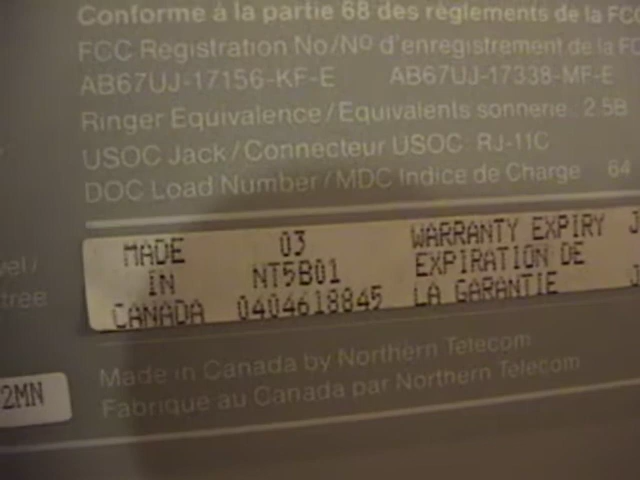 Conforme à la partie 68 des règlements de la FCC
FCC Registration No/Nº d'enregistrement de la FC
AB67UJ-17156-KF-E AB67UJ-17338-MF-E
Ringer Equivalence/Equivalents sonnerie 2.5B
USOC Jack/Connecteur USOC RJ-11C
DOC Load Number/MDC Indice de Charge 64
MADE 03 WARRANTY EXPIRY J
IN NT5B01 EXPIRATION DE
CANADA 0404618845 LA GARANTIE J
vel/
trée
2MN
Made in Canada by Northern Telecom
Fabriqué au Canada par Northern Telecom